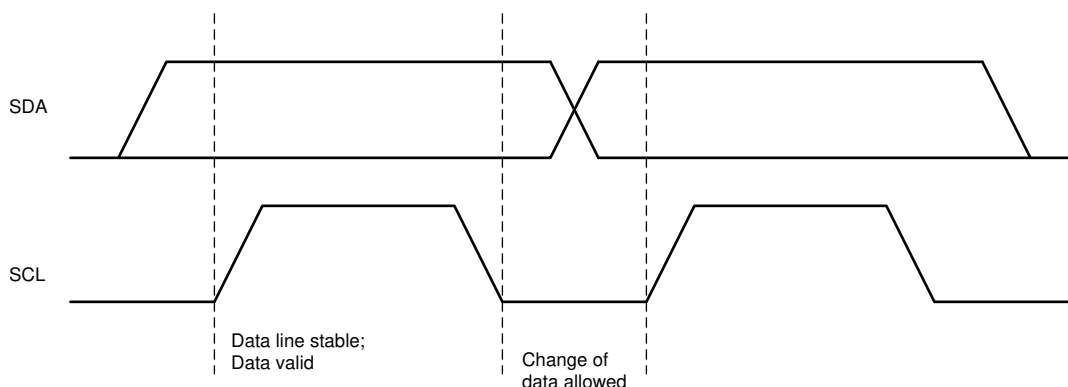 SDA
SCL
Data line stable;
Data valid
Change of
data allowed